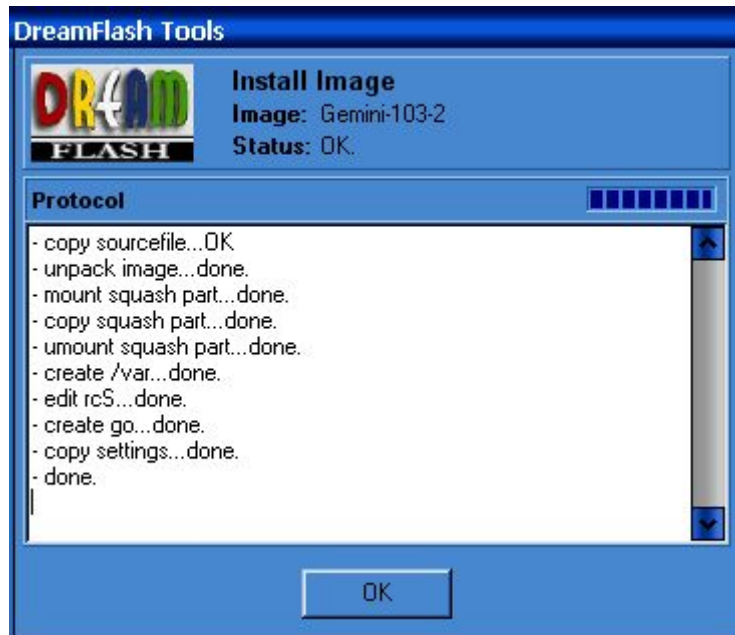 DreamFlash Tools
DREAM
FLASH
Install Image
Image: Gemini-103-2
Status: OK.
Protocol
- copy sourcefile...OK
- unpack image...done.
- mount squash part...done.
- copy squash part...done.
- umount squash part...done.
- create /var...done.
- edit rcS...done.
- create go...done.
- copy settings...done.
- done.
OK